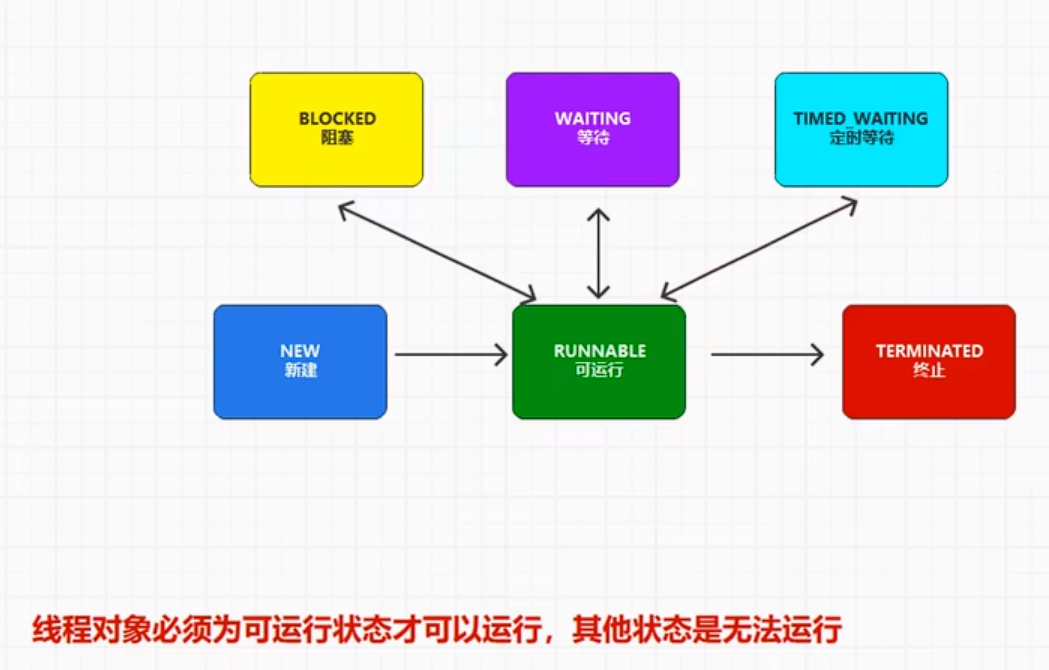 BLOCKED
阻塞
WAITING
等待
TIMED_WAITING
定时等待
NEW
新建
RUNNABLE
可运行
TERMINATED
终止
线程对象必须为可运行状态才可以运行，其他状态是无法运行